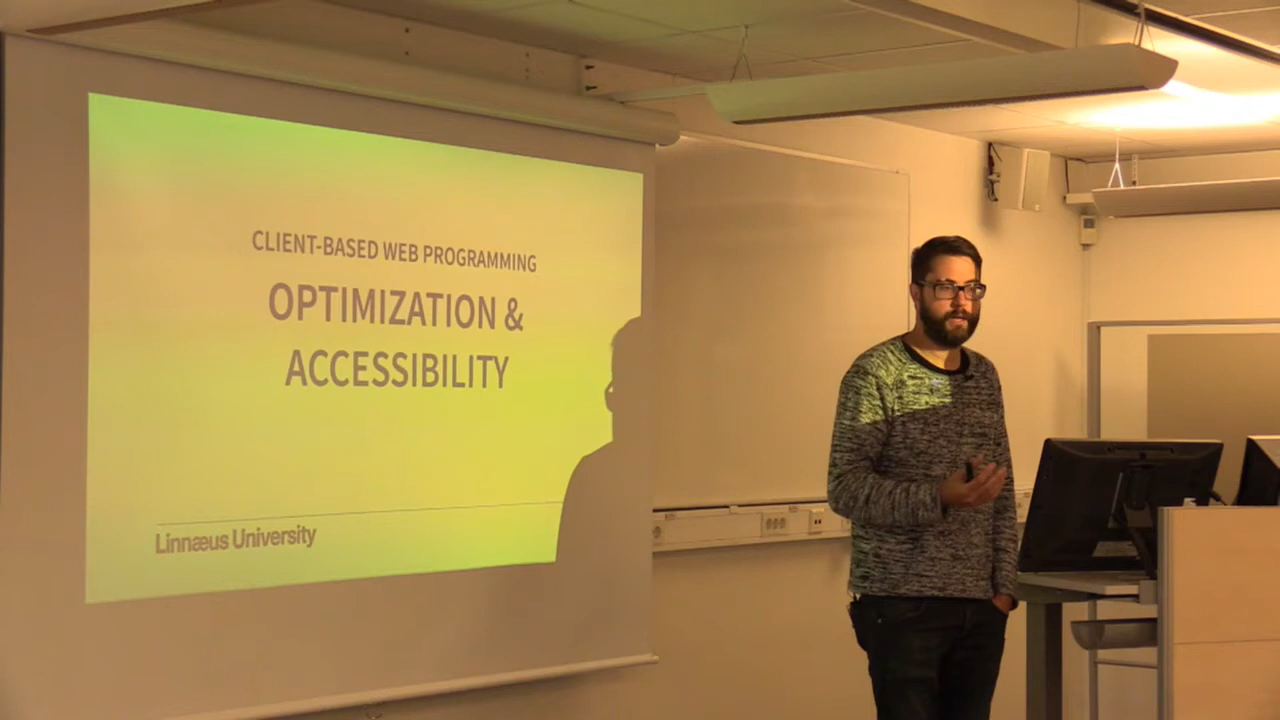 CLIENT-BASED WEB PROGRAMMING
OPTIMIZATION &
ACCESSIBILITY
Linnæus University